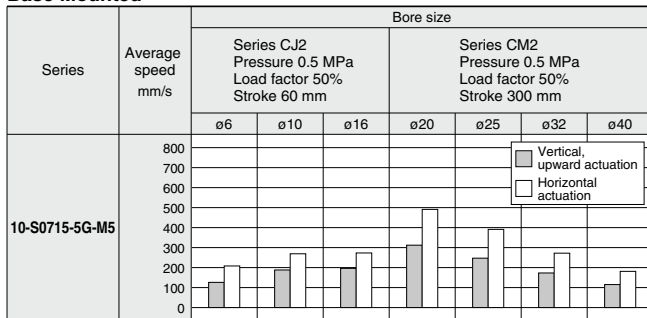 Base Mounted
Bore size
Series
Average
speed
mm/s
Series CJ2
Pressure 0.5 MPa
Load factor 50%
Stroke 60 mm
Series CM2
Pressure 0.5 MPa
Load factor 50%
Stroke 300 mm
ø6 ø10 ø16 ø20 ø25 ø32 ø40
10-S0715-5G-M5
800
700
600
500
400
300
200
100
0
Vertical,
upward actuation
Horizontal
actuation